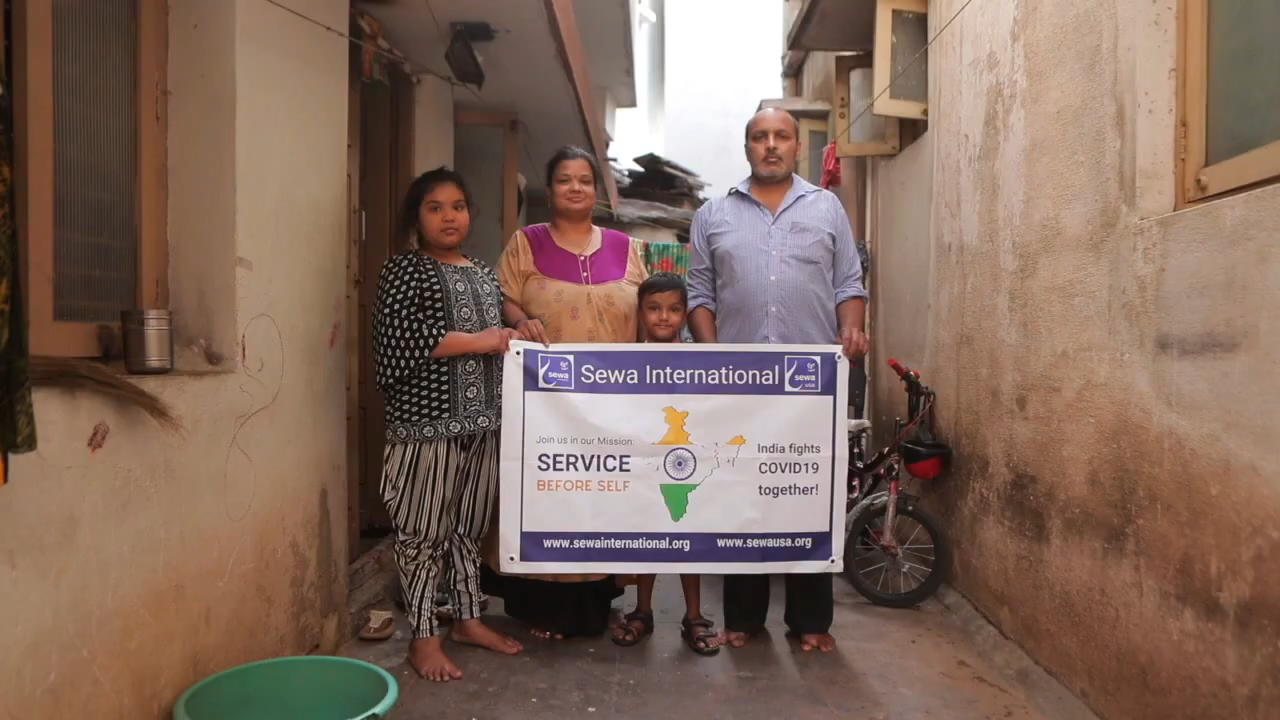 sewa
Sewa International
sewa
usa
Join us in our Mission:
SERVICE
BEFORE SELF
India fights
COVID19
together!
www.sewainternational.org
www.sewausa.org